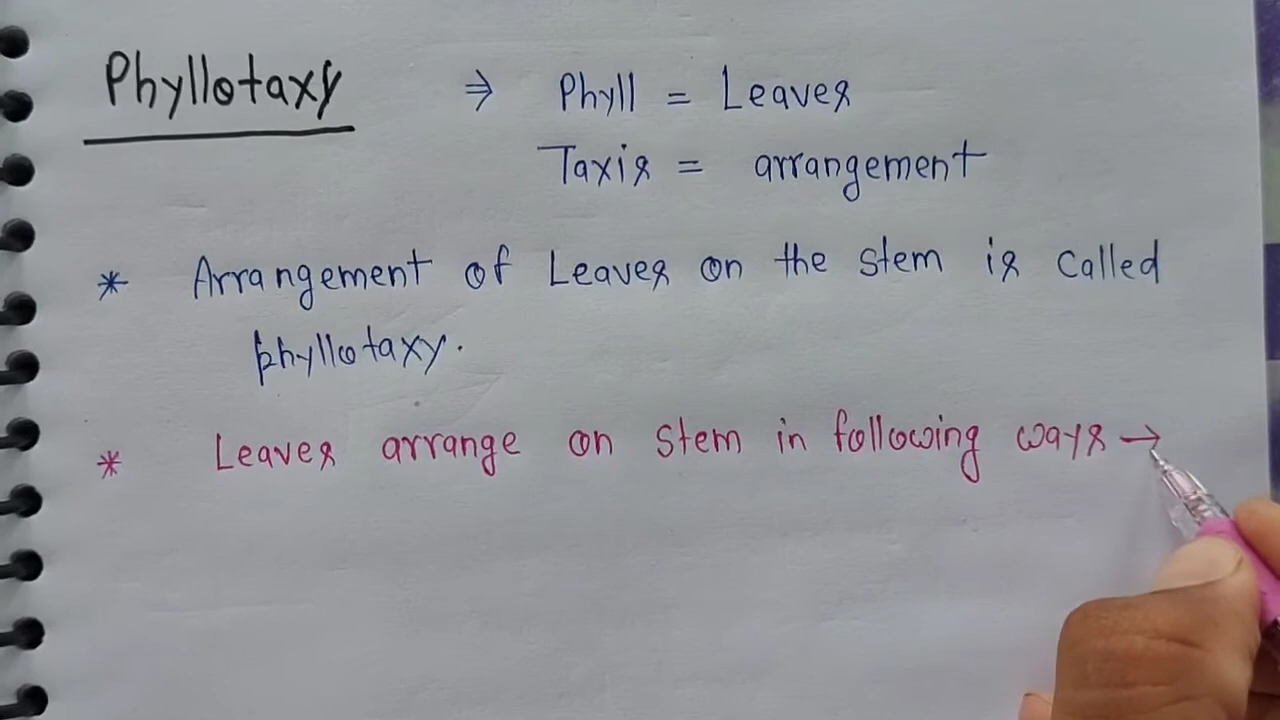 Phyllotaxy ⇒ Phyll = Leaves
Taxis = arrangement
* Arrangement of Leaves on the stem is called
phyllotaxy.
* Leaves arrange on stem in following ways →